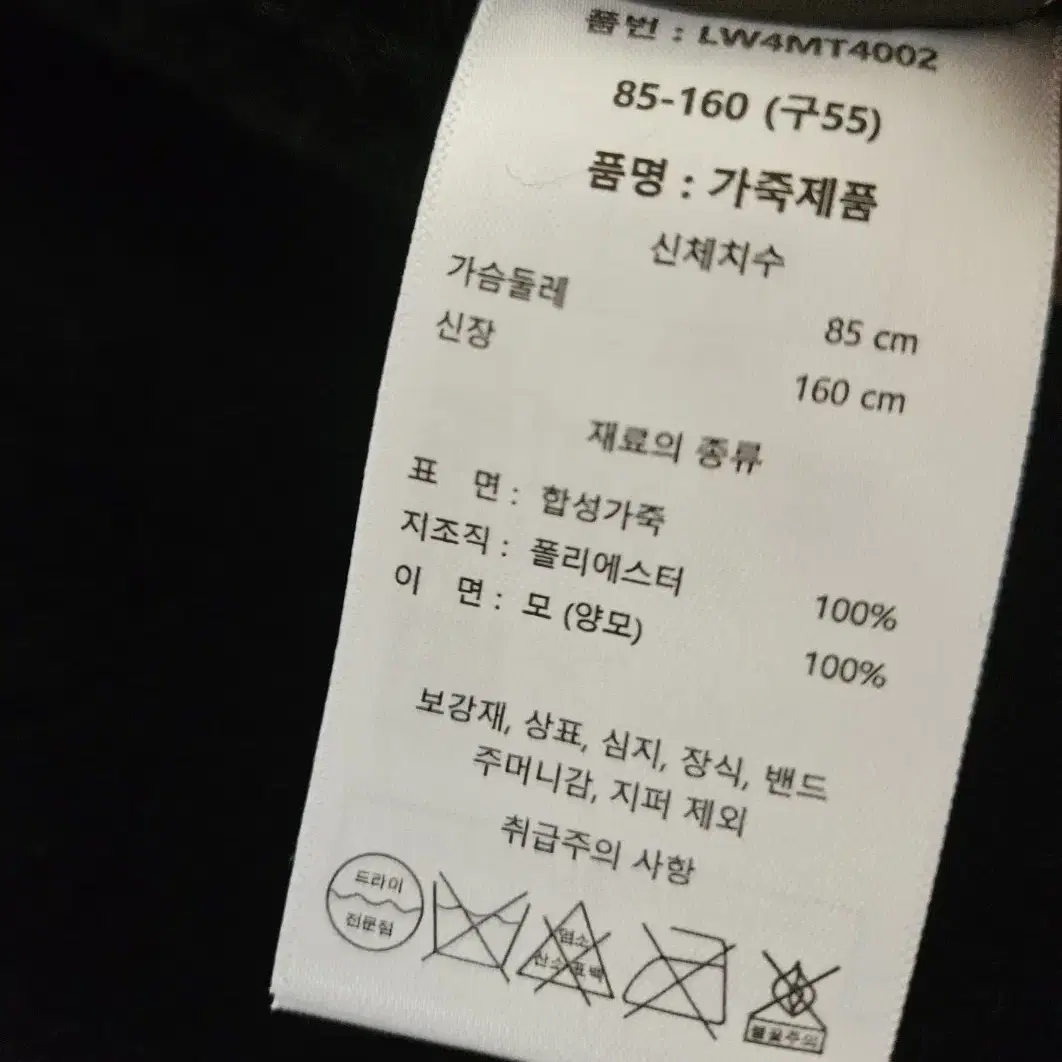 품번 : LW4MT4002
85-160 (구55)
품명 : 가죽제품
신체치수
가슴둘레 85 cm
신장 160 cm
재료의 종류
표 면 : 합성가죽
지조직 : 폴리에스터 100%
이 면 : 모 (양모) 100%
보강재, 상표, 심지, 장식, 밴드
주머니감, 지퍼 제외
취급주의 사항
드라이
전문점
염소
산소 표백
불꽃주의